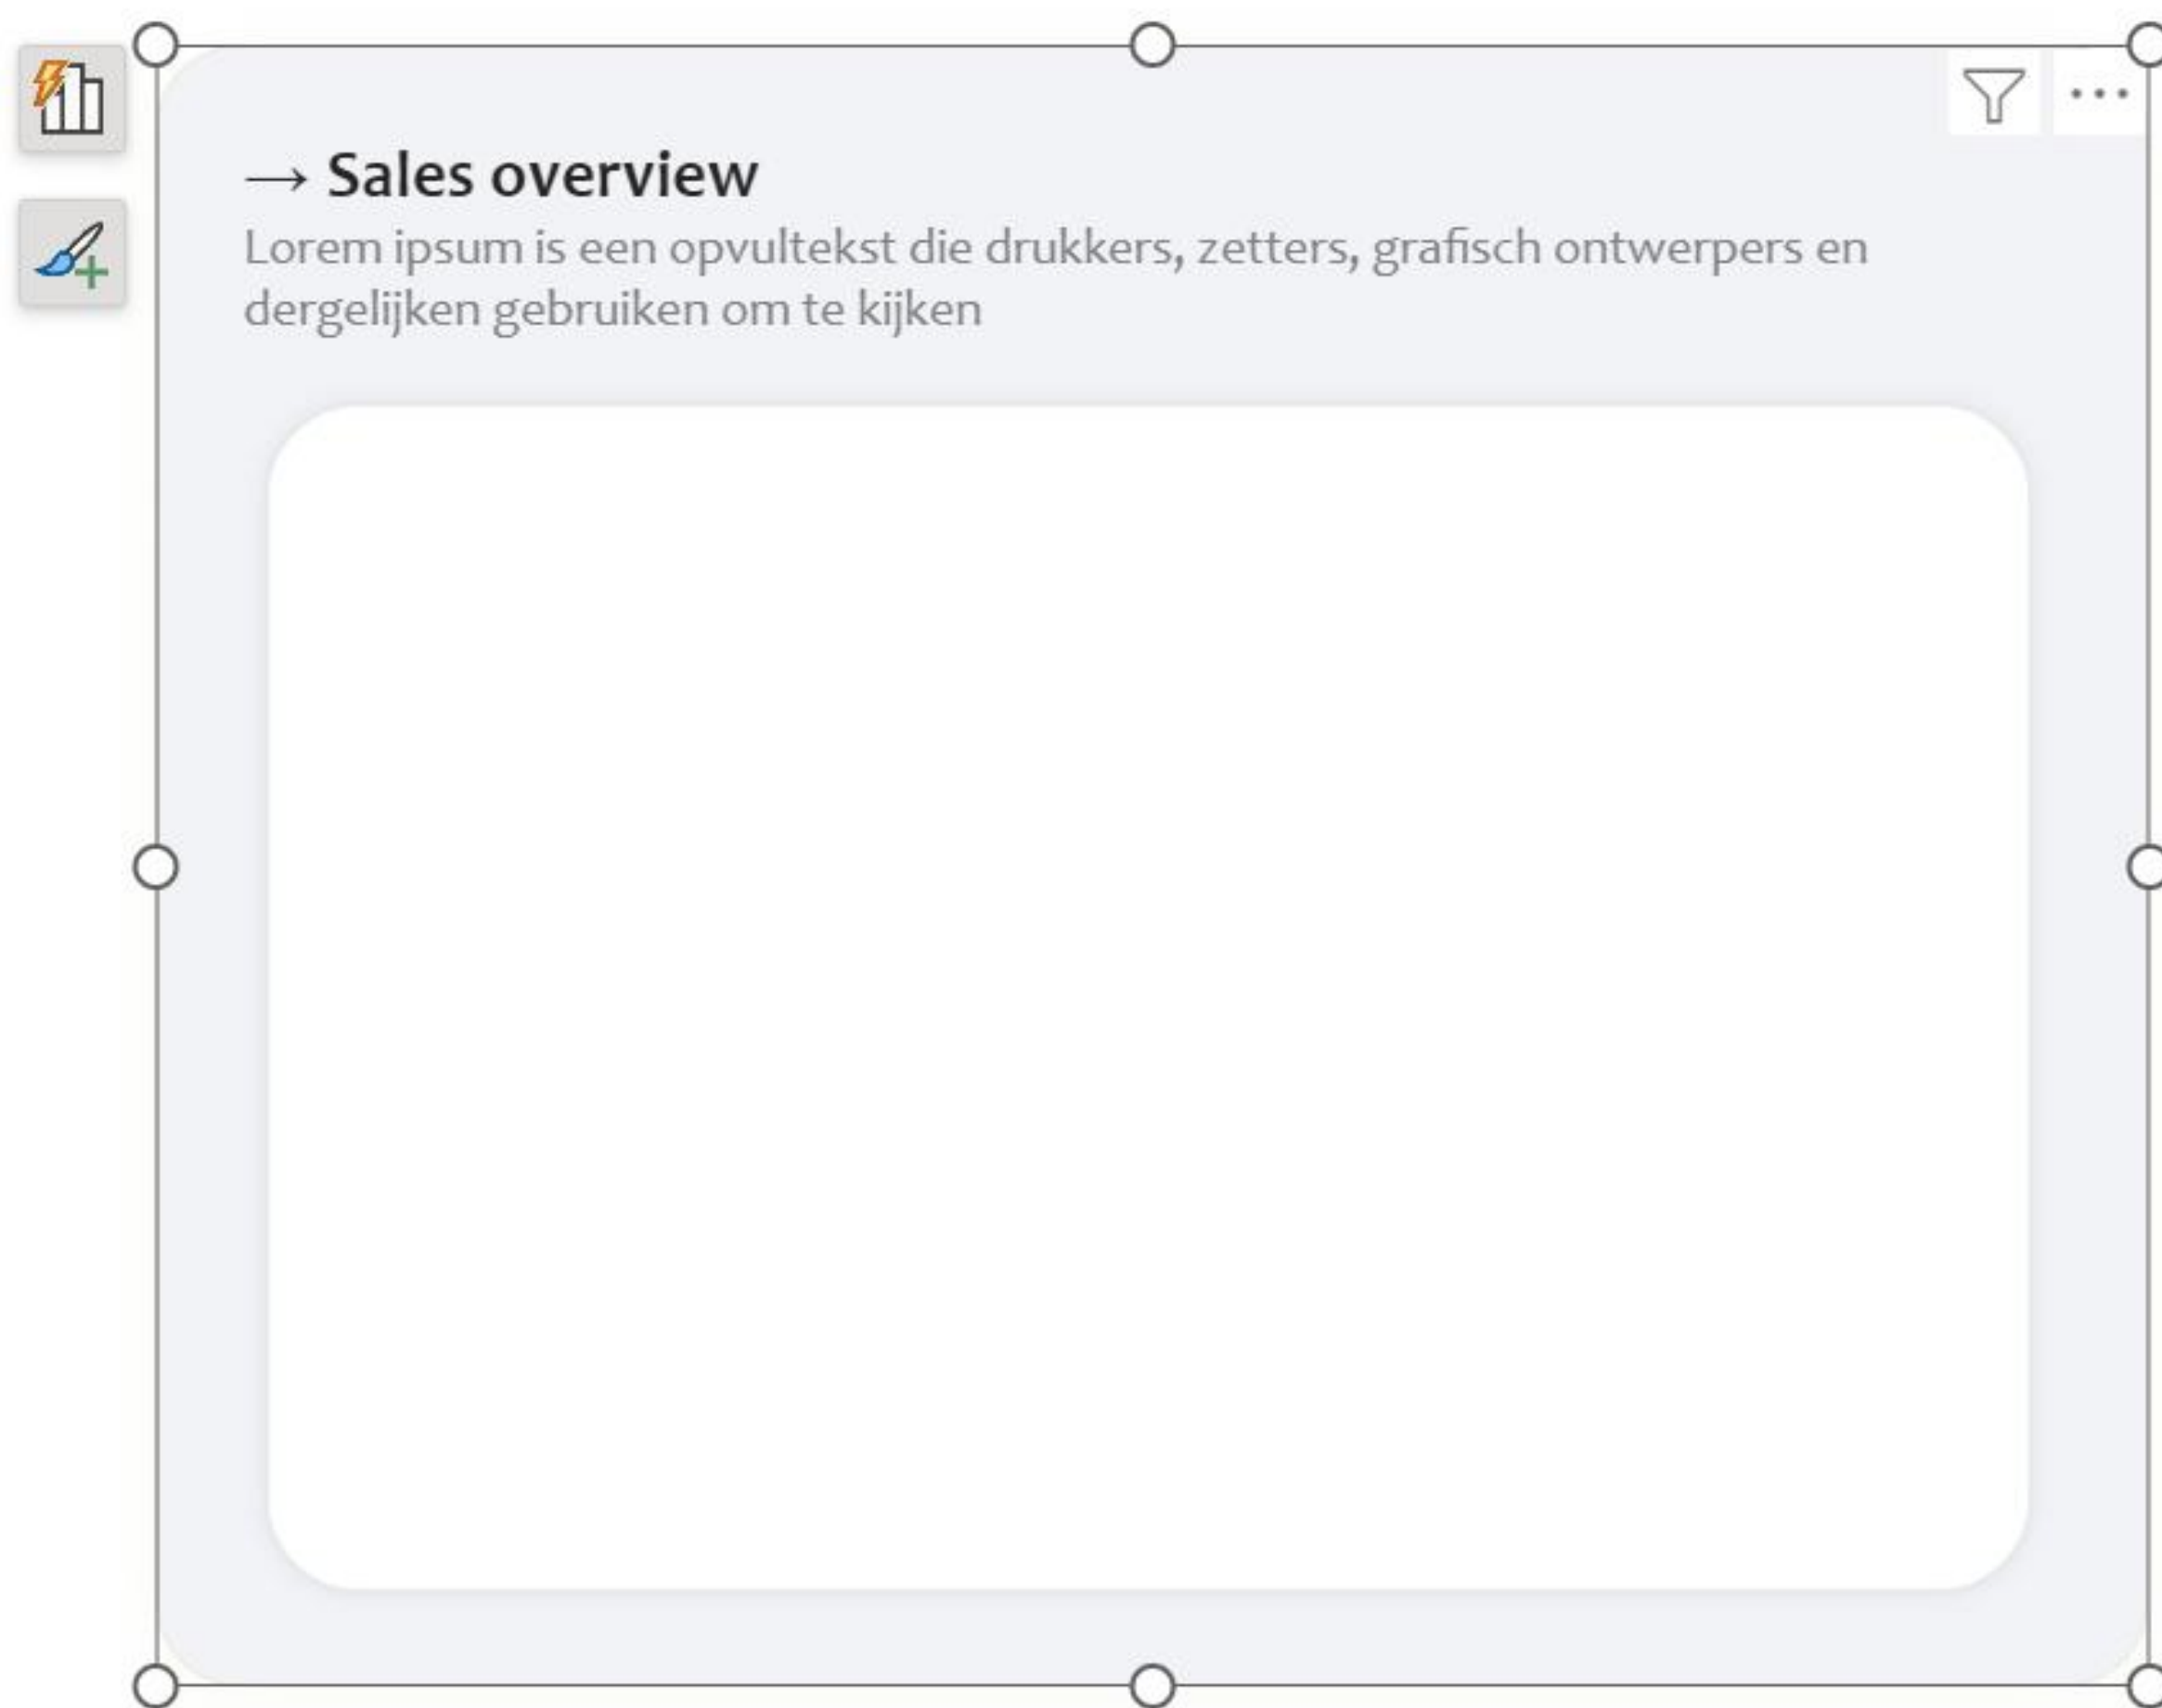 → Sales overview
Lorem ipsum is een opvultekst die drukkers, zetters, grafisch ontwerpers en
dergelijken gebruiken om te kijken